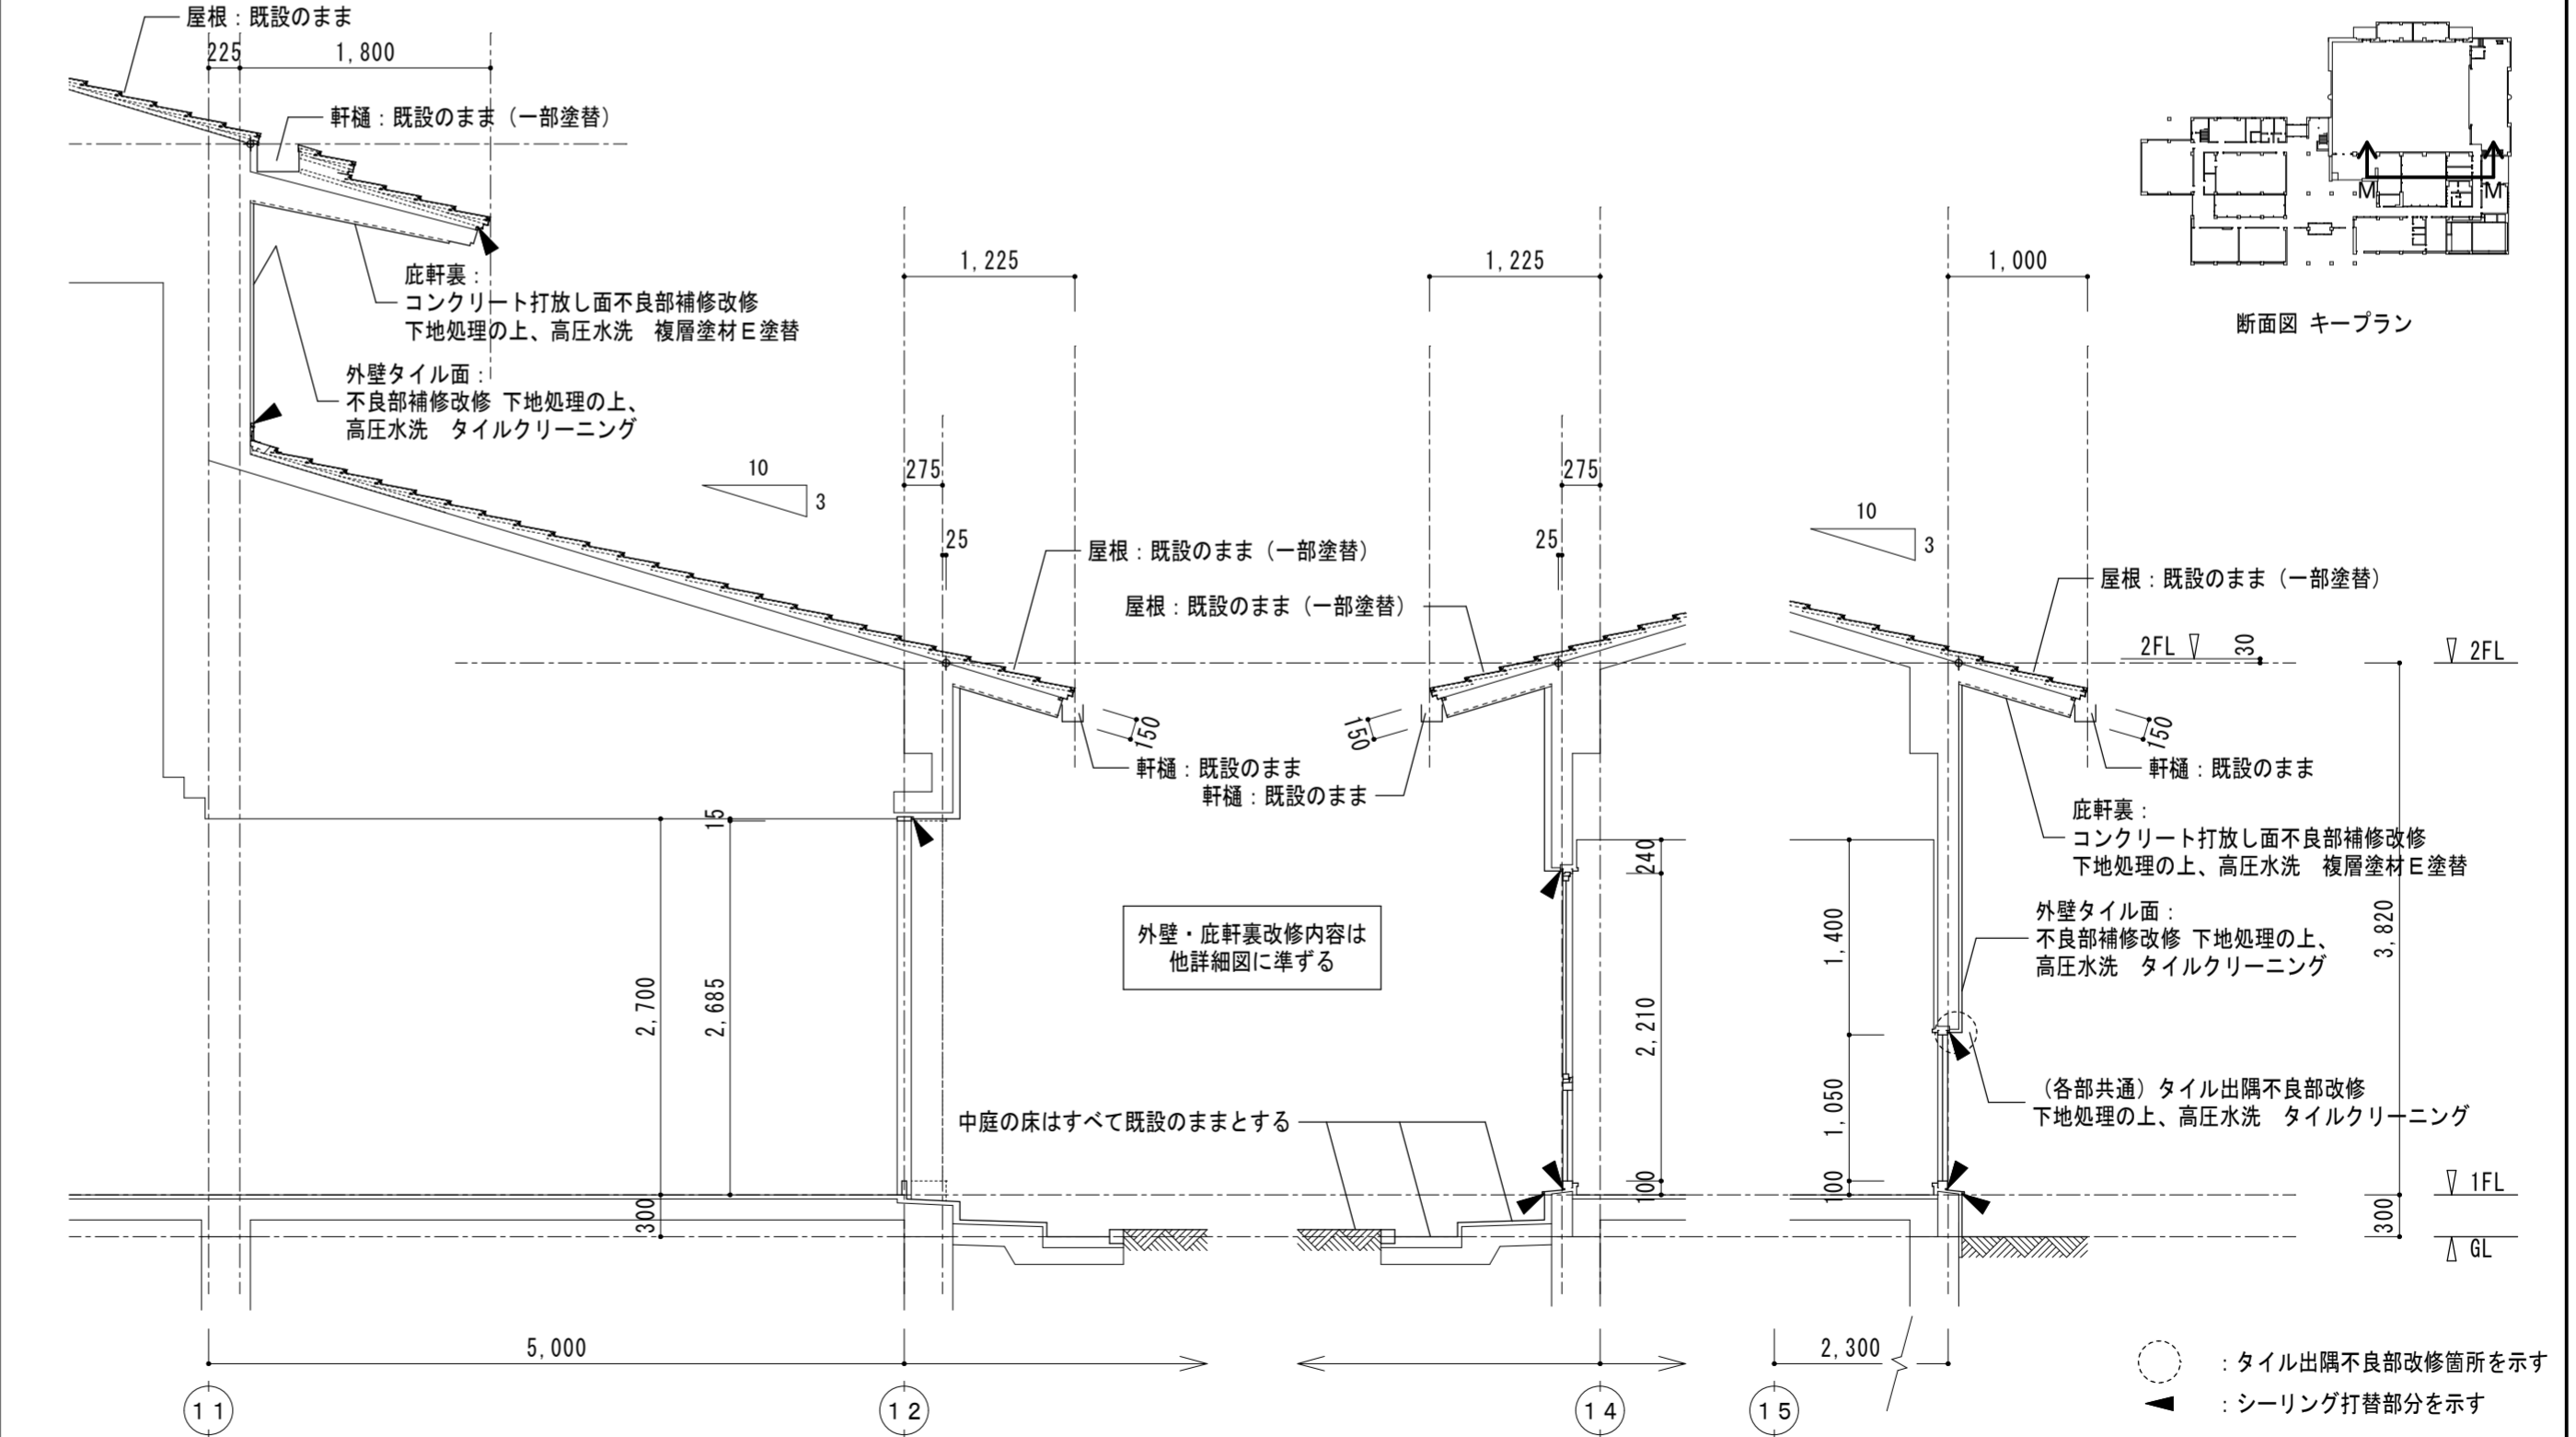 屋根：既設のまま
225
1,800
軒樋：既設のまま（一部塗替）
庇軒裏：
コンクリート打放し面不良部補修改修
下地処理の上、高圧水洗　複層塗材Ｅ塗替
外壁タイル面：
不良部補修改修 下地処理の上、
高圧水洗　タイルクリーニング
M
M
断面図 キープラン
1,225
1,225
1,000
10
3
275
25
275
25
10
3
屋根：既設のまま（一部塗替）
屋根：既設のまま（一部塗替）
屋根：既設のまま（一部塗替）
2FL
30
2FL
150
150
150
軒樋：既設のまま
軒樋：既設のまま
軒樋：既設のまま
庇軒裏：
コンクリート打放し面不良部補修改修
下地処理の上、高圧水洗　複層塗材Ｅ塗替
外壁タイル面：
不良部補修改修 下地処理の上、
高圧水洗　タイルクリーニング
15
2,700
2,685
300
外壁・庇軒裏改修内容は
他詳細図に準ずる
240
2,210
100
1,400
1,050
100
3,820
300
（各部共通）タイル出隅不良部改修
下地処理の上、高圧水洗　タイルクリーニング
中庭の床はすべて既設のままとする
1FL
GL
5,000
2,300
11
12
14
15
：タイル出隅不良部改修箇所を示す
：シーリング打替部分を示す